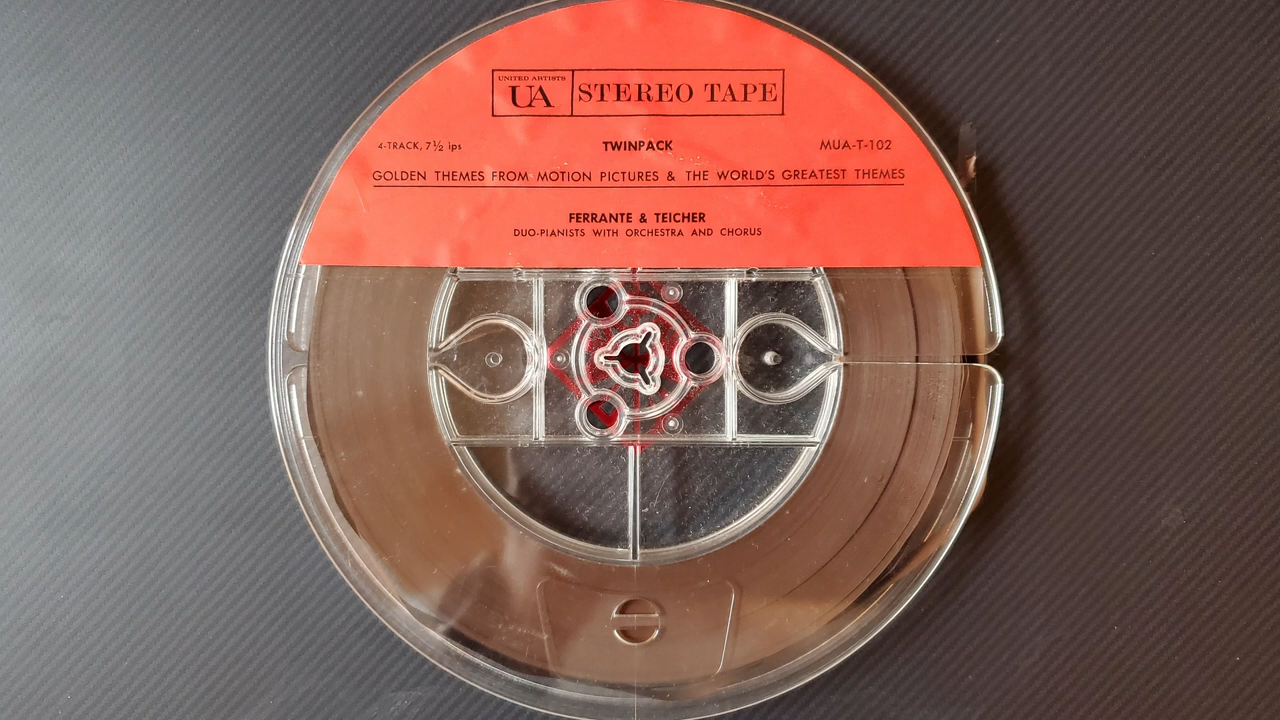 UNITED ARTISTS
UA STEREO TAPE
4-TRACK, 7½ ips TWINPACK MUA-T-102
GOLDEN THEMES FROM MOTION PICTURES & THE WORLD'S GREATEST THEMES
FERRANTE & TEICHER
DUO-PIANISTS WITH ORCHESTRA AND CHORUS